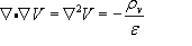 ∇▪∇V = ∇²V = −ρᵥ/ε